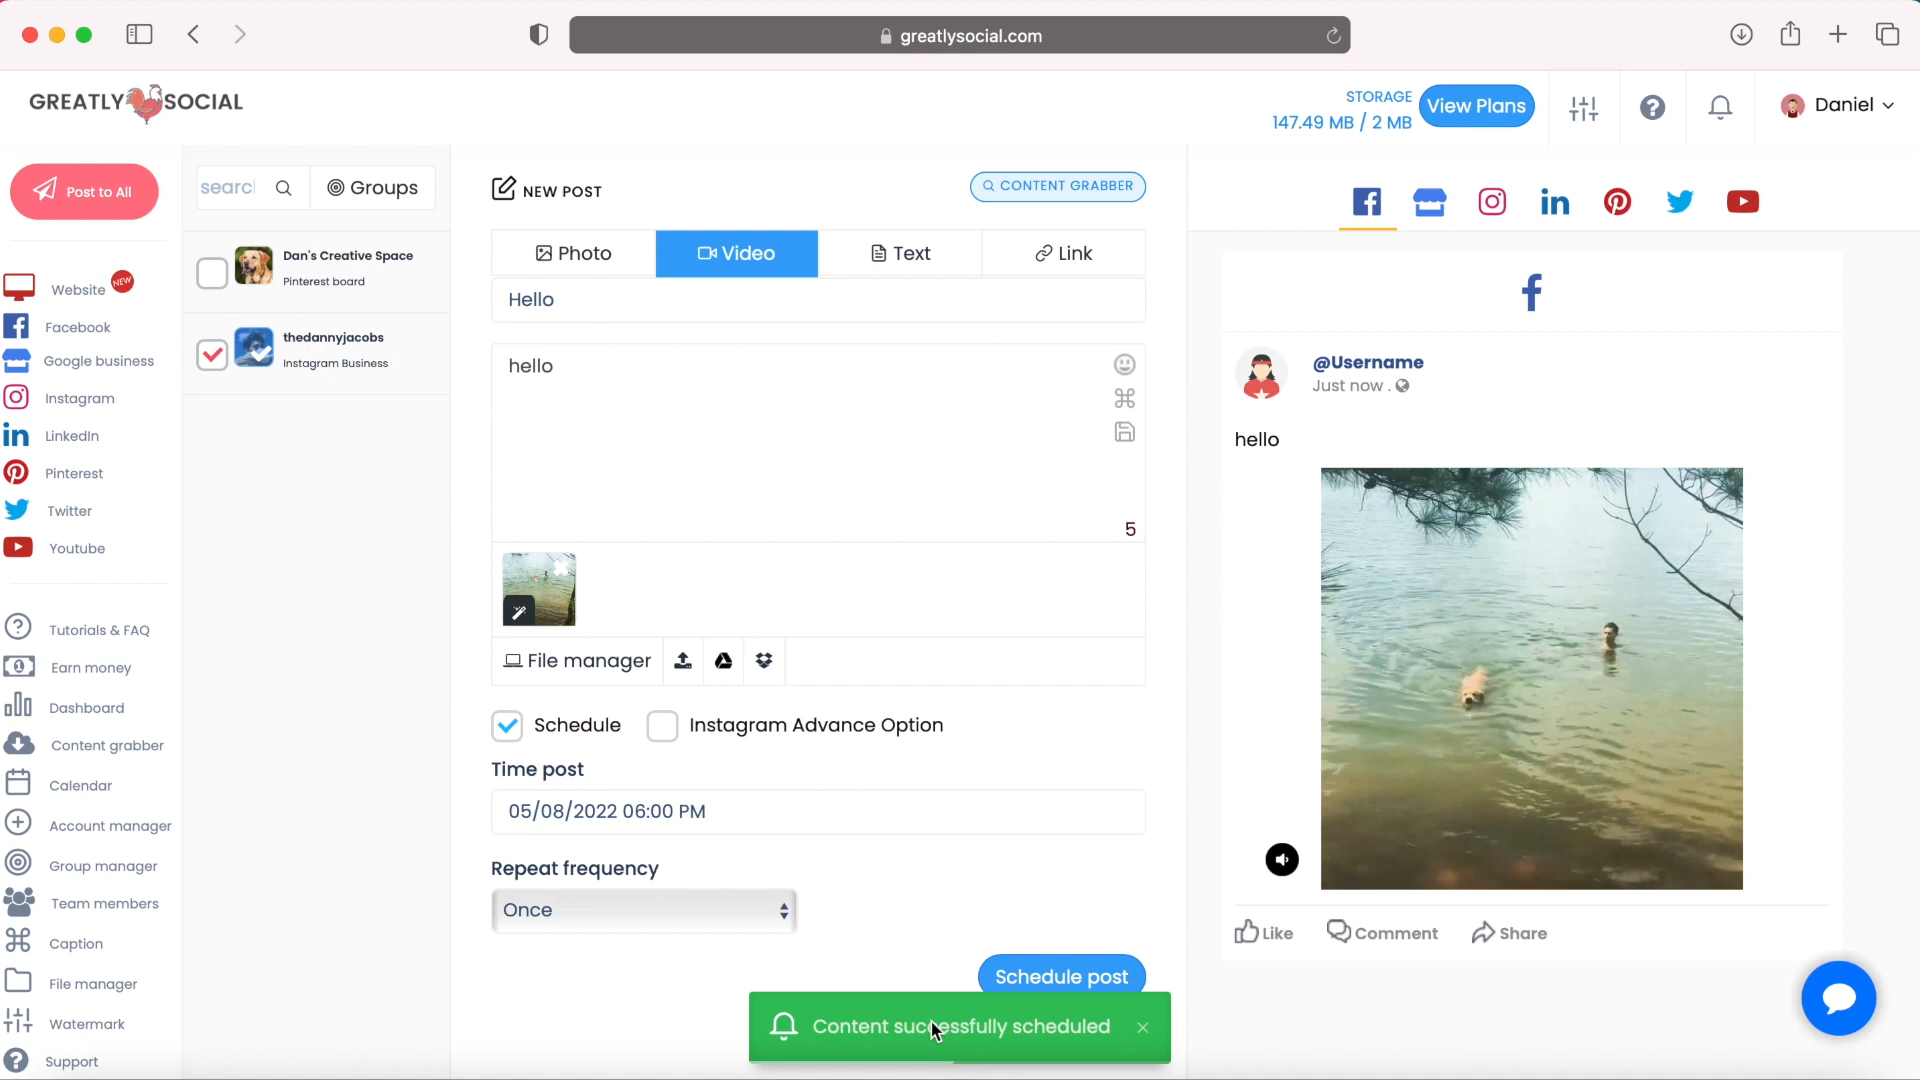 greatlysocial.com
GREATLY SOCIAL
STORAGE
147.49 MB / 2 MB
View Plans
Daniel
Post to All
Website NEW
Facebook
Google business
Instagram
LinkedIn
Pinterest
Twitter
Youtube
Tutorials & FAQ
Earn money
Dashboard
Content grabber
Calendar
Account manager
Group manager
Team members
Caption
File manager
Watermark
Support
searc
Groups
Dan's Creative Space
Pinterest board
thedannyjacobs
Instagram Business
NEW POST
CONTENT GRABBER
Photo
Video
Text
Link
Hello
hello
5
File manager
Schedule
Instagram Advance Option
Time post
05/08/2022 06:00 PM
Repeat frequency
Once
Schedule post
Content successfully scheduled
@Username
Just now .
hello
Like
Comment
Share